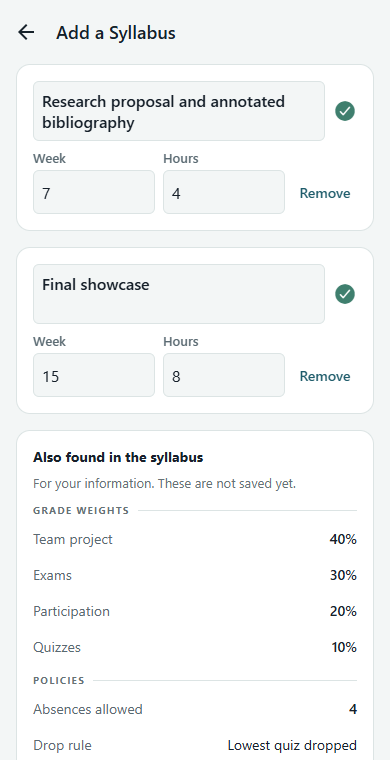 Add a Syllabus
Research proposal and annotated
bibliography
Week
Hours
7
4
Remove
Final showcase
Week
Hours
15
8
Remove
Also found in the syllabus
For your information. These are not saved yet.
GRADE WEIGHTS
Team project 40%
Exams 30%
Participation 20%
Quizzes 10%
POLICIES
Absences allowed 4
Drop rule Lowest quiz dropped